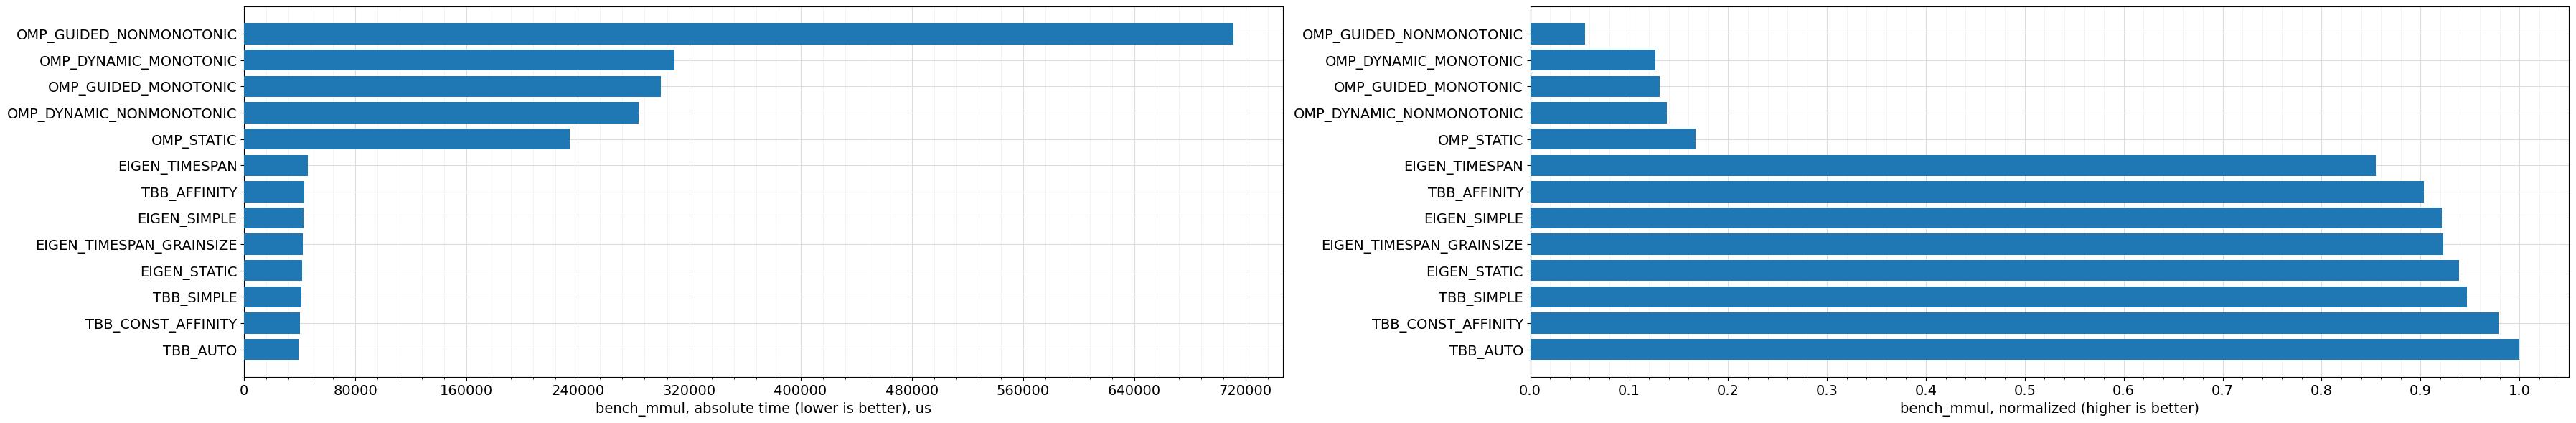 OMP_GUIDED_NONMONOTONIC
OMP_DYNAMIC_MONOTONIC
OMP_GUIDED_MONOTONIC
OMP_DYNAMIC_NONMONOTONIC
OMP_STATIC
EIGEN_TIMESPAN
TBB_AFFINITY
EIGEN_SIMPLE
EIGEN_TIMESPAN_GRAINSIZE
EIGEN_STATIC
TBB_SIMPLE
TBB_CONST_AFFINITY
TBB_AUTO
0 80000 160000 240000 320000 400000 480000 560000 640000 720000
bench_mmul, absolute time (lower is better), us
OMP_GUIDED_NONMONOTONIC
OMP_DYNAMIC_MONOTONIC
OMP_GUIDED_MONOTONIC
OMP_DYNAMIC_NONMONOTONIC
OMP_STATIC
EIGEN_TIMESPAN
TBB_AFFINITY
EIGEN_SIMPLE
EIGEN_TIMESPAN_GRAINSIZE
EIGEN_STATIC
TBB_SIMPLE
TBB_CONST_AFFINITY
TBB_AUTO
0.0 0.1 0.2 0.3 0.4 0.5 0.6 0.7 0.8 0.9 1.0
bench_mmul, normalized (higher is better)